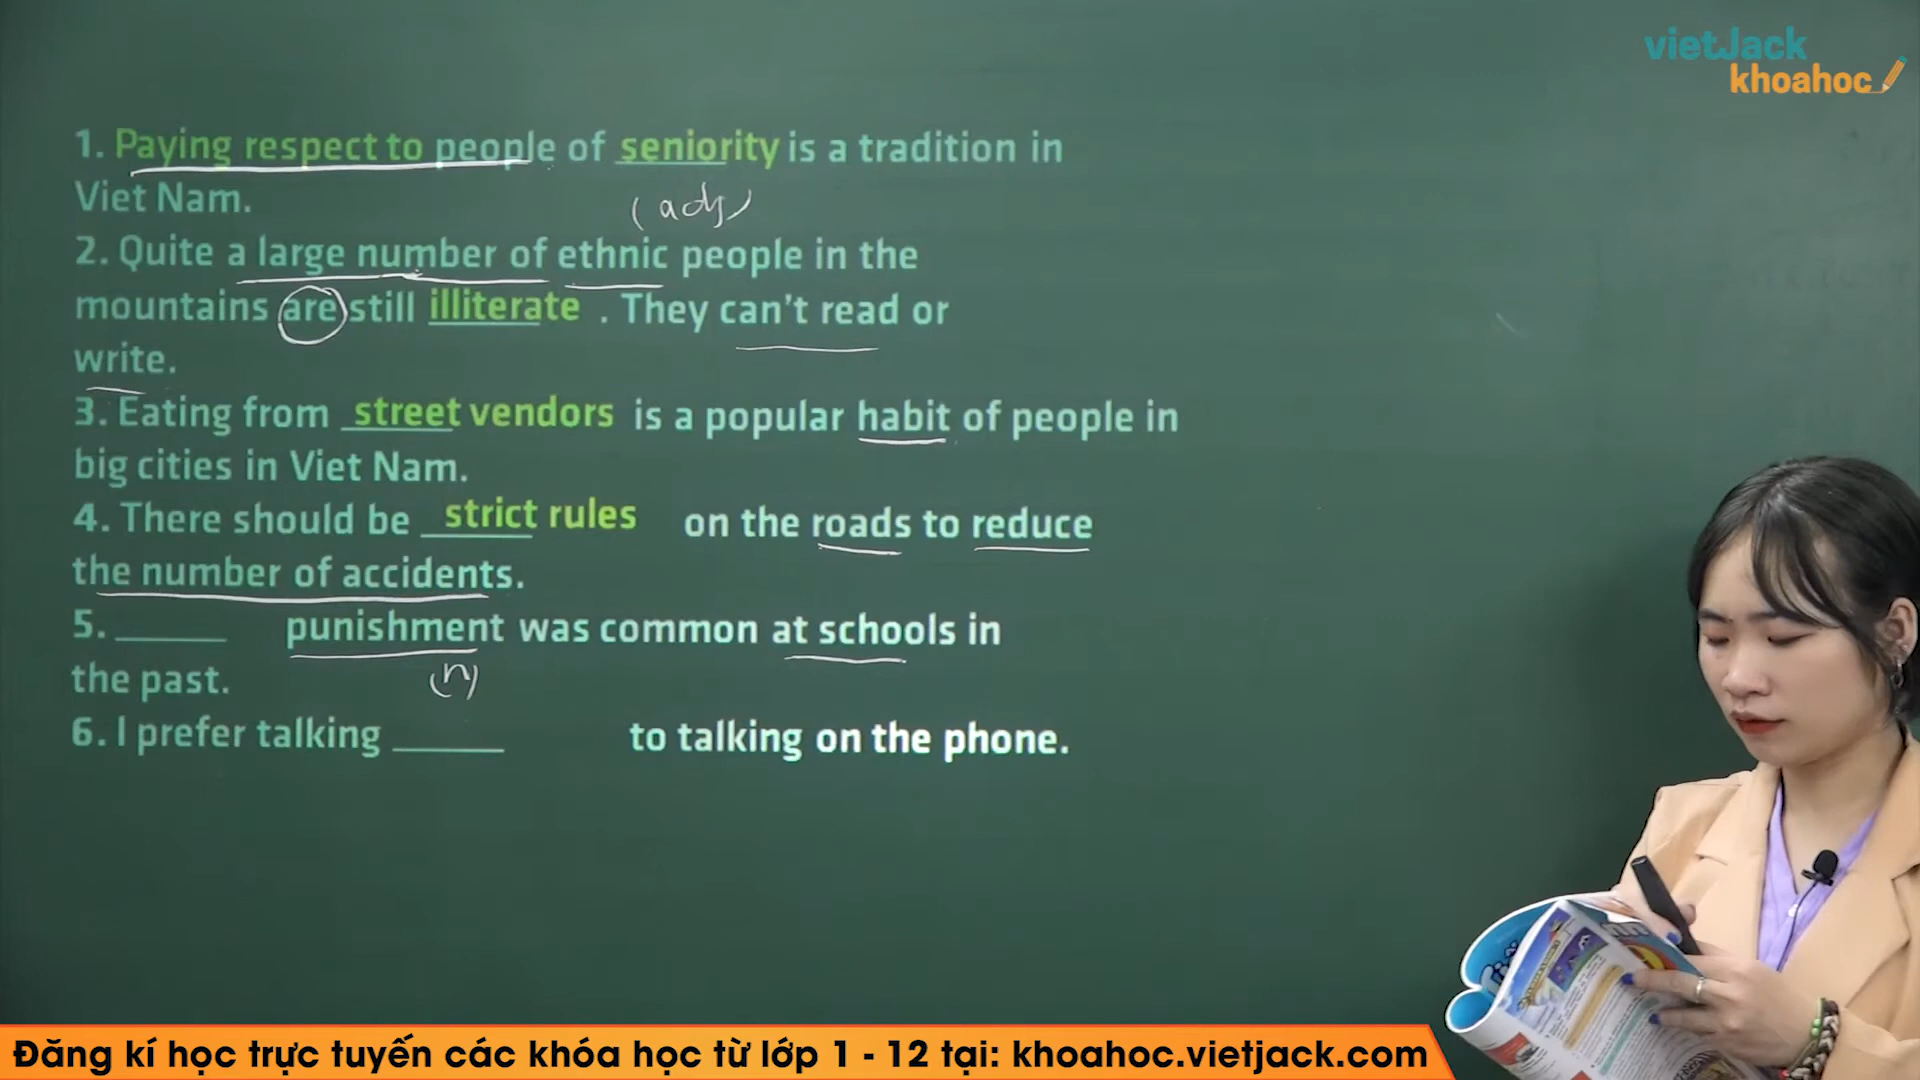 vietJack
khoahoc
1. Paying respect to people of seniority is a tradition in
Viet Nam.
(adj)
2. Quite a large number of ethnic people in the
mountains are still illiterate . They can't read or
write.
3. Eating from street vendors is a popular habit of people in
big cities in Viet Nam.
4. There should be strict rules on the roads to reduce
the number of accidents.
5. ______ punishment was common at schools in
the past.
(n)
6. I prefer talking ______ to talking on the phone.
Đăng kí học trực tuyến các khóa học từ lớp 1 - 12 tại: khoahoc.vietjack.com